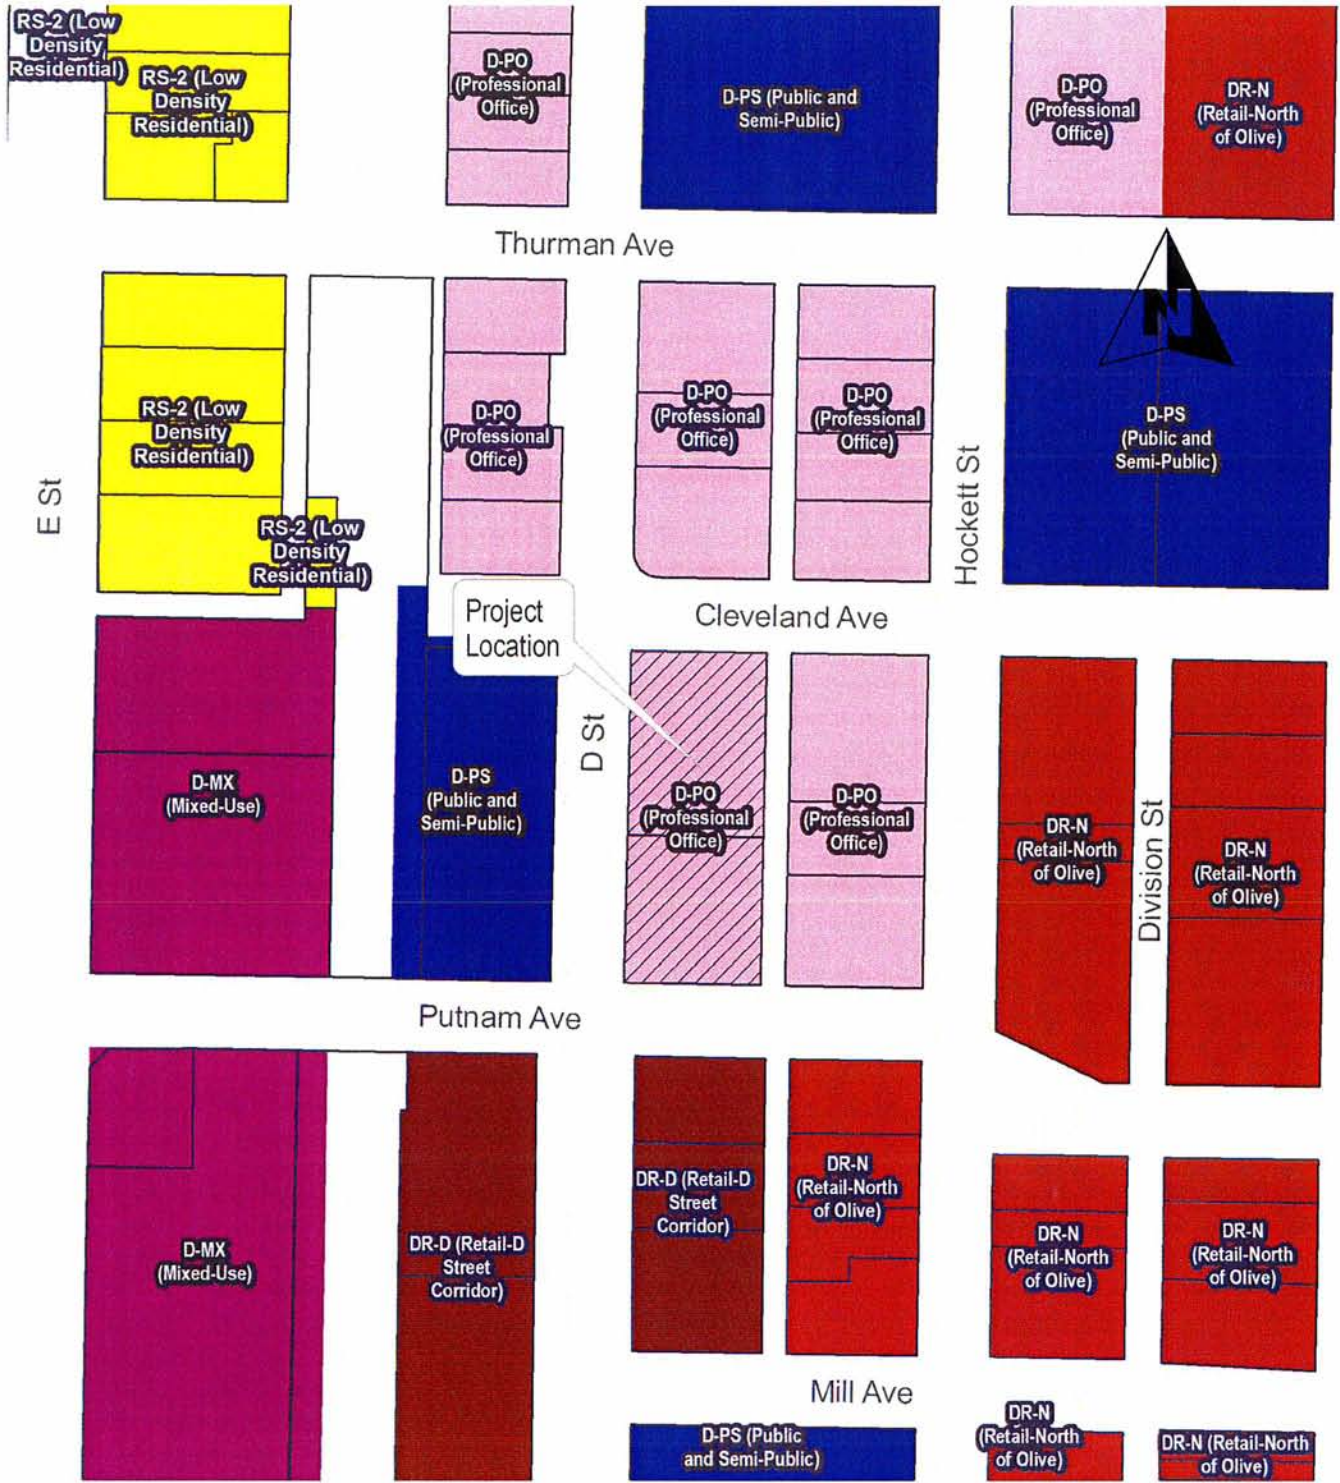 RS-2 (Low
Density
Residential)
RS-2 (Low
Density
Residential)
D-PO
(Professional
Office)
D-PS (Public and
Semi-Public)
D-PO
(Professional
Office)
DR-N
(Retail-North
of Olive)
Thurman Ave
N
RS-2 (Low
Density
Residential)
D-PO
(Professional
Office)
D-PO
(Professional
Office)
D-PO
(Professional
Office)
D-PS
(Public and
Semi-Public)
E St
Hockett St
RS-2 (Low
Density
Residential)
Project
Location
Cleveland Ave
D St
D-MX
(Mixed-Use)
D-PS
(Public and
Semi-Public)
D-PO
(Professional
Office)
D-PO
(Professional
Office)
DR-N
(Retail-North
of Olive)
Division St
DR-N
(Retail-North
of Olive)
Putnam Ave
D-MX
(Mixed-Use)
DR-D (Retail-D
Street
Corridor)
DR-D (Retail-D
Street
Corridor)
DR-N
(Retail-North
of Olive)
DR-N
(Retail-North
of Olive)
DR-N
(Retail-North
of Olive)
Mill Ave
D-PS (Public
and Semi-Public)
DR-N
(Retail-North
of Olive)
DR-N (Retail-North
of Olive)